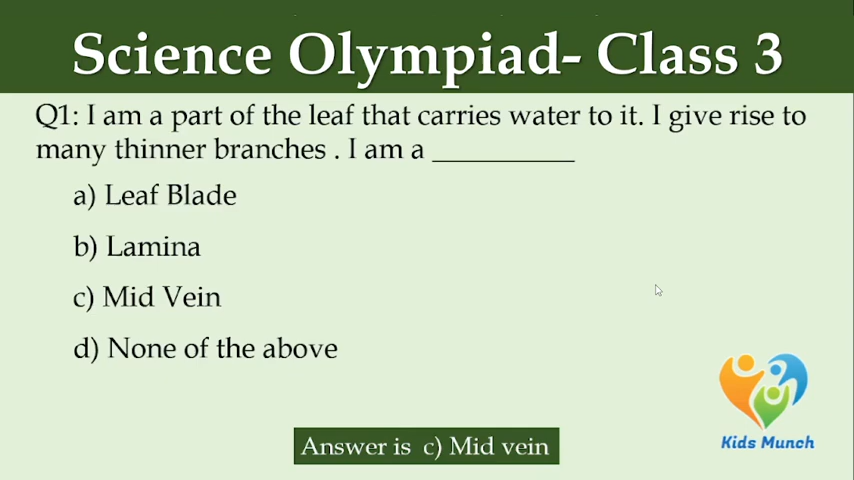 Science Olympiad- Class 3
Q1: I am a part of the leaf that carries water to it. I give rise to
many thinner branches . I am a __________
a) Leaf Blade
b) Lamina
c) Mid Vein
d) None of the above
Kids Munch
Answer is c) Mid vein